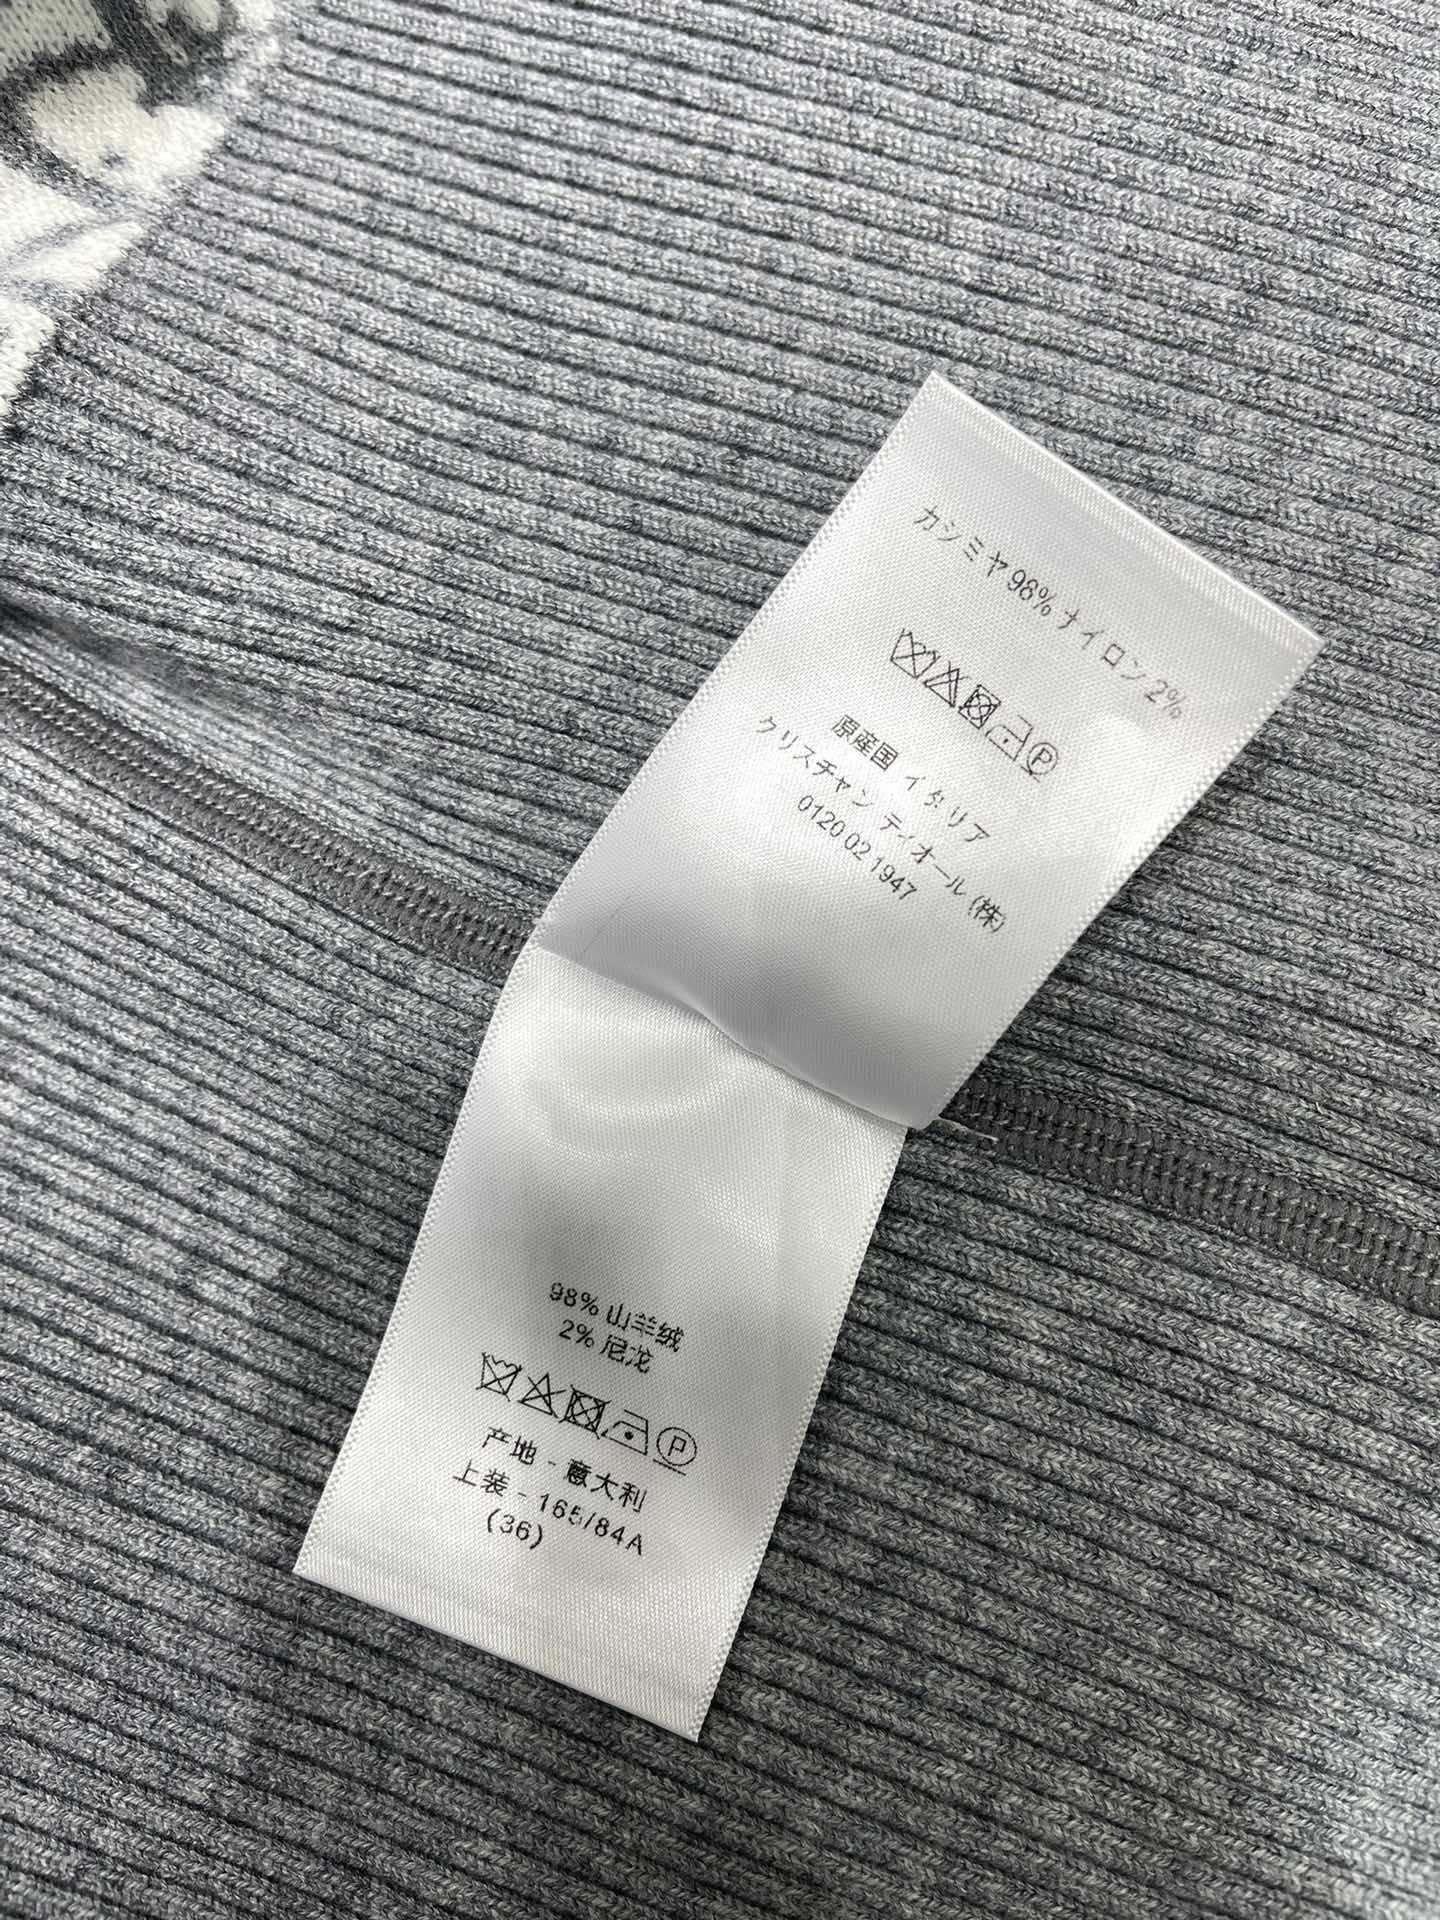 カシミヤ98% ナイロン 2%
P
原産国 イタリア
クリスチャン ディオール (株)
0120 02 1947
98% 山羊绒
2% 尼龙
P
产地 - 意大利
上装 - 165/84A
(36)